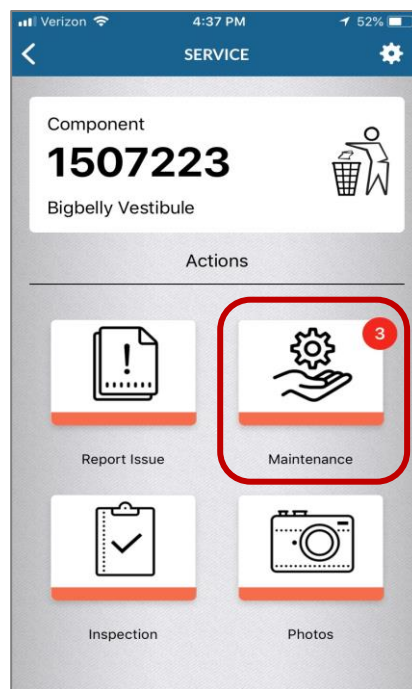 Verizon 4:37 PM 52%
SERVICE
Component
1507223
Bigbelly Vestibule
Actions
3
Report Issue Maintenance
Inspection Photos